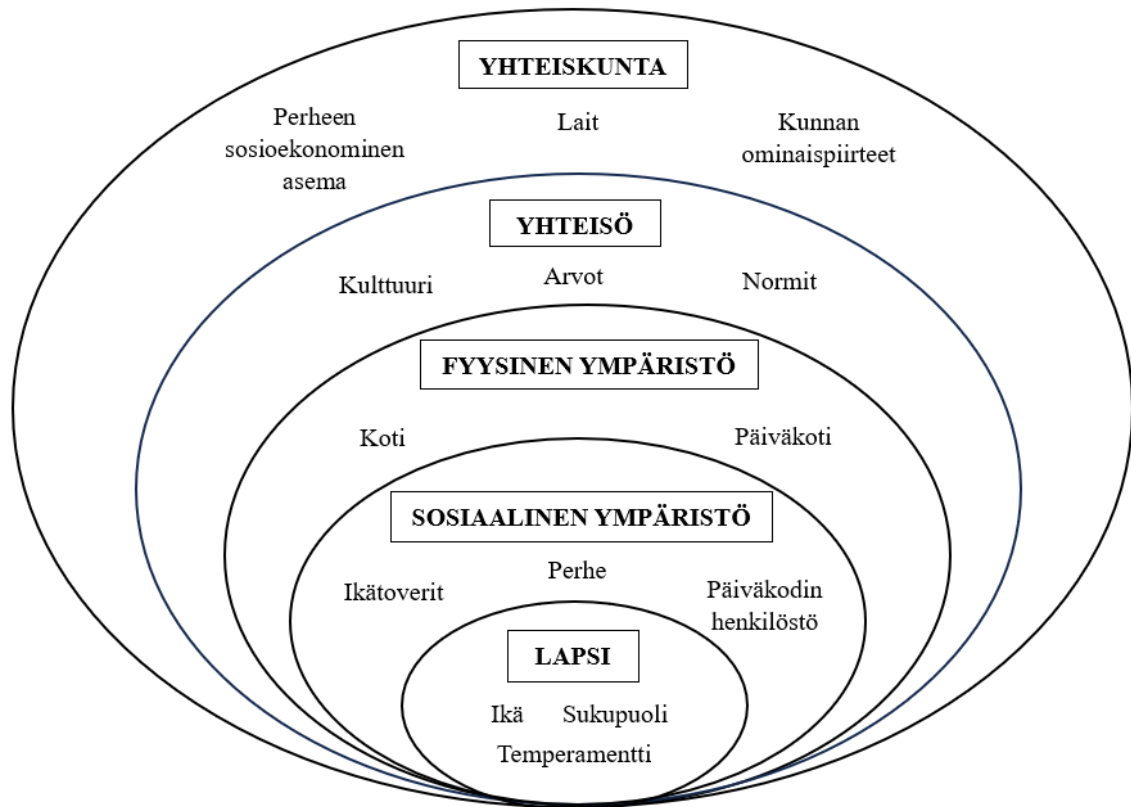 YHTEISKUNTA
Perheen
sosioekonominen
asema
Lait
Kunnan
ominaispiirteet
YHTEISÖ
Kulttuuri
Arvot
Normit
FYYSINEN YMPÄRISTÖ
Koti
Päiväkoti
SOSIAALINEN YMPÄRISTÖ
Ikätoverit
Perhe
Päiväkodin
henkilöstö
LAPSI
Ikä Sukupuoli
Temperamentti